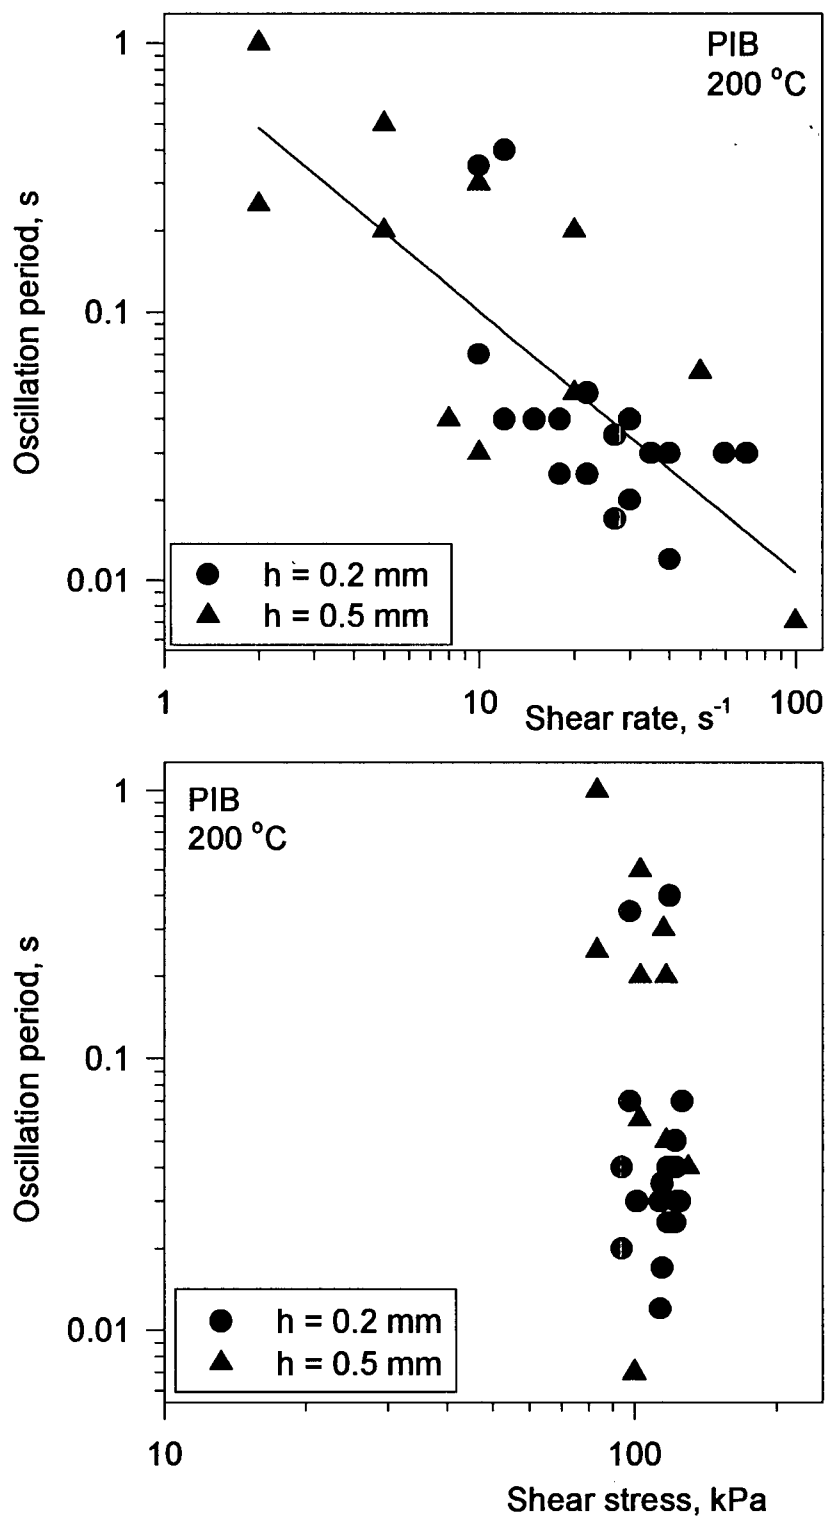 PIB
200 °C
1
0.1
0.01
Oscillation period, s
h = 0.2 mm
h = 0.5 mm
1
10
100
Shear rate, s⁻¹
PIB
200 °C
1
0.1
0.01
Oscillation period, s
h = 0.2 mm
h = 0.5 mm
10
100
Shear stress, kPa